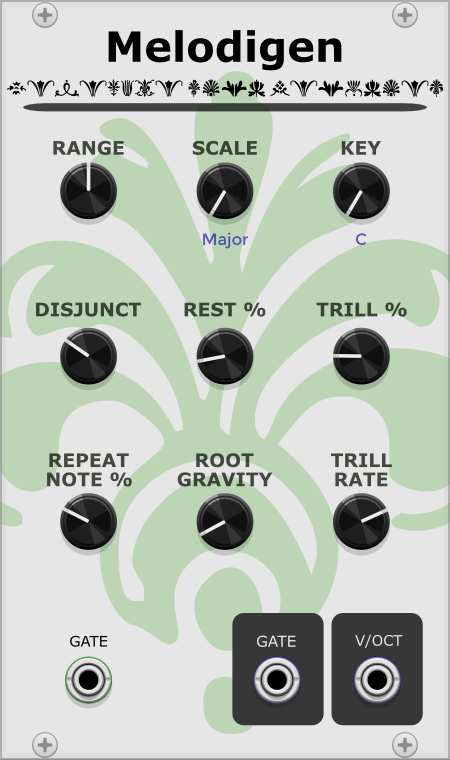 Melodigen
RANGE SCALE KEY
Major C
DISJUNCT REST % TRILL %
REPEAT NOTE % ROOT GRAVITY TRILL RATE
GATE GATE V/OCT